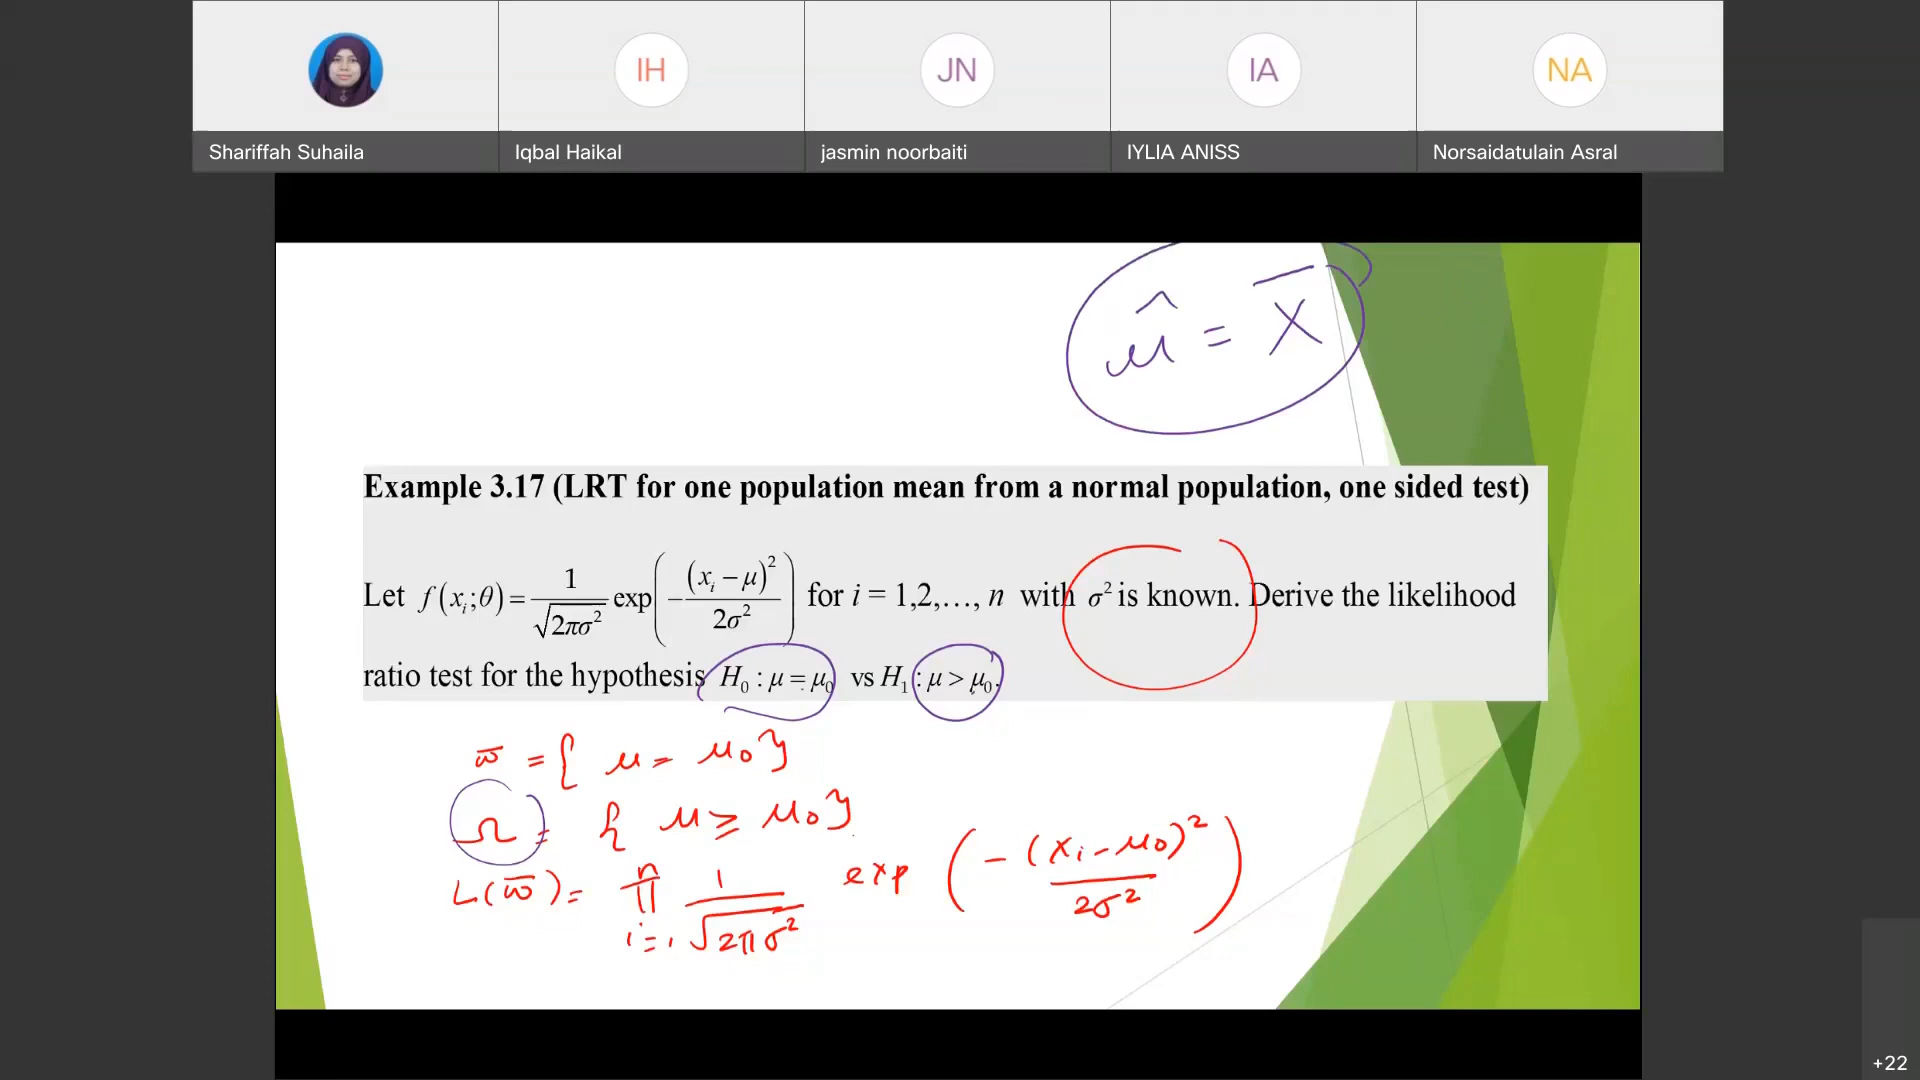 IH JN IA NA
Shariffah Suhaila Iqbal Haikal jasmin noorbaiti IYLIA ANISS Norsaidatulain Asral
μ̂ = X̄
Example 3.17 (LRT for one population mean from a normal population, one sided test)
Let f(xᵢ;θ) = 1/√(2πσ²) exp(−(xᵢ − μ)²/2σ²) for i = 1,2,…, n with σ² is known. Derive the likelihood
ratio test for the hypothesis H₀ : μ = μ₀ vs H₁ : μ > μ₀.
ϖ = { μ = μ₀ }
Ω = { μ ≥ μ₀ }
L(ϖ) = ∏ⁿᵢ₌₁ 1/√(2πσ²) exp (−(xᵢ − μ₀)²/2σ²)
+22